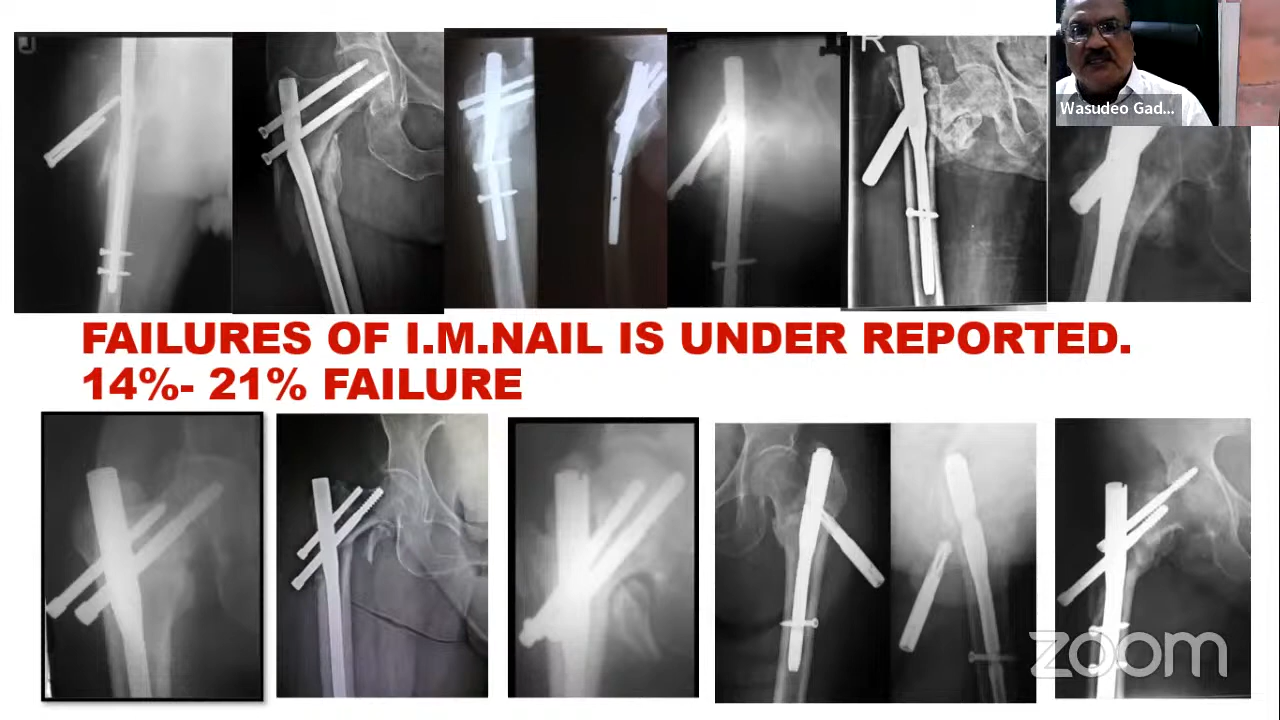 R
Wasudeo Gad...
FAILURES OF I.M.NAIL IS UNDER REPORTED.
14%- 21% FAILURE
zoom